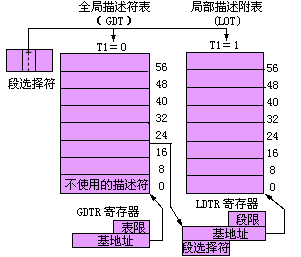 全局描述符表
（GDT）
局部描述附表
（LOT）
T1=0
T1=1
段选择符
56
48
40
32
24
16
8
0
不使用的描述符
56
48
40
32
24
16
8
0
GDTR 寄存器
表限
基地址
LDTR 寄存器
段限
基地址
段选择符